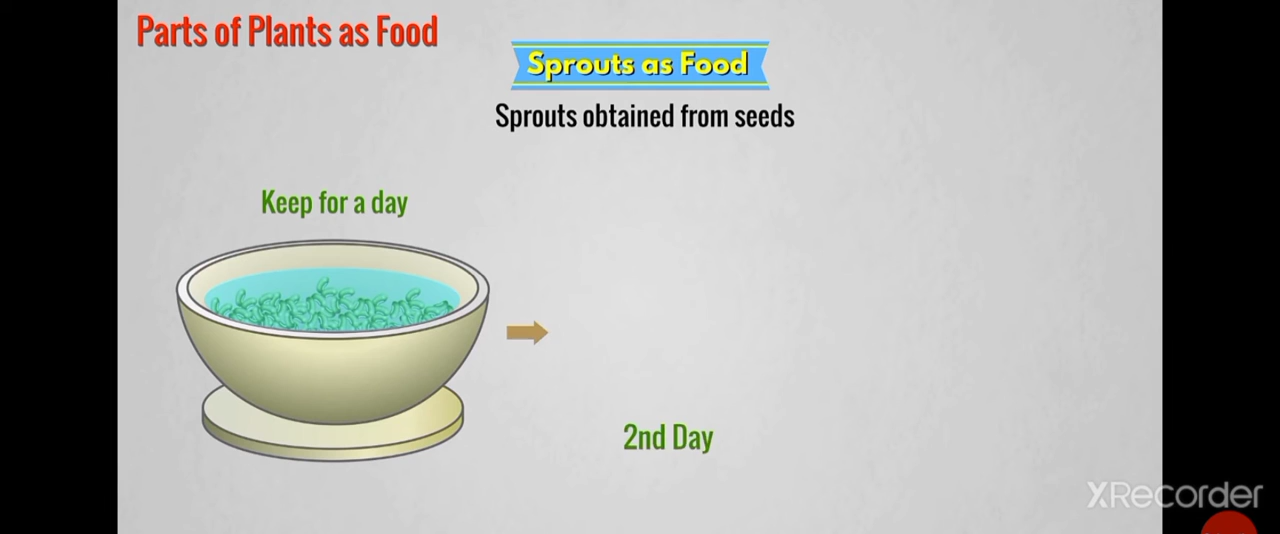 Parts of Plants as Food
Sprouts as Food
Sprouts obtained from seeds
Keep for a day
2nd Day
XRecorder